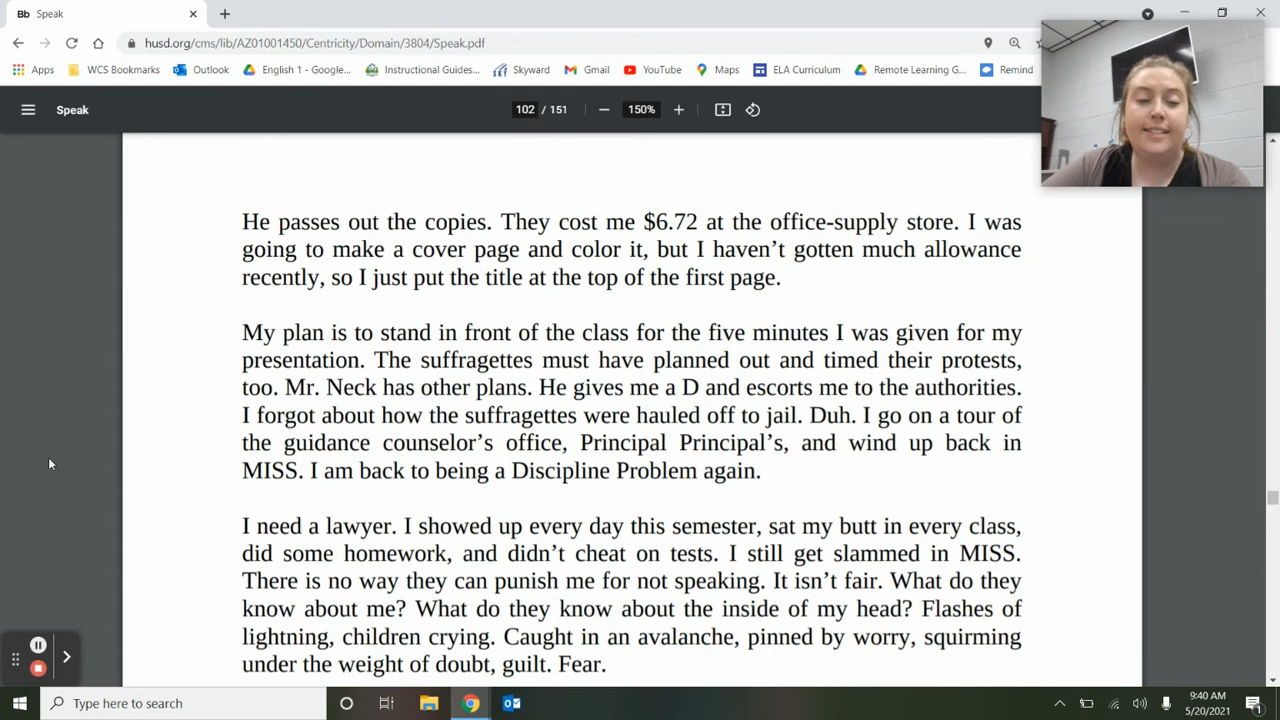 Bb Speak
husd.org/cms/lib/AZ01001450/Centricity/Domain/3804/Speak.pdf
Apps WCS Bookmarks Outlook English 1 - Google... Instructional Guides... Skyward Gmail YouTube Maps ELA Curriculum Remote Learning G... Remind
Speak 102 / 151 150%
He passes out the copies. They cost me $6.72 at the office-supply store. I was
going to make a cover page and color it, but I haven’t gotten much allowance
recently, so I just put the title at the top of the first page.
My plan is to stand in front of the class for the five minutes I was given for my
presentation. The suffragettes must have planned out and timed their protests,
too. Mr. Neck has other plans. He gives me a D and escorts me to the authorities.
I forgot about how the suffragettes were hauled off to jail. Duh. I go on a tour of
the guidance counselor’s office, Principal Principal’s, and wind up back in
MISS. I am back to being a Discipline Problem again.
I need a lawyer. I showed up every day this semester, sat my butt in every class,
did some homework, and didn’t cheat on tests. I still get slammed in MISS.
There is no way they can punish me for not speaking. It isn’t fair. What do they
know about me? What do they know about the inside of my head? Flashes of
lightning, children crying. Caught in an avalanche, pinned by worry, squirming
under the weight of doubt, guilt. Fear.
Type here to search
9:40 AM
5/20/2021
1